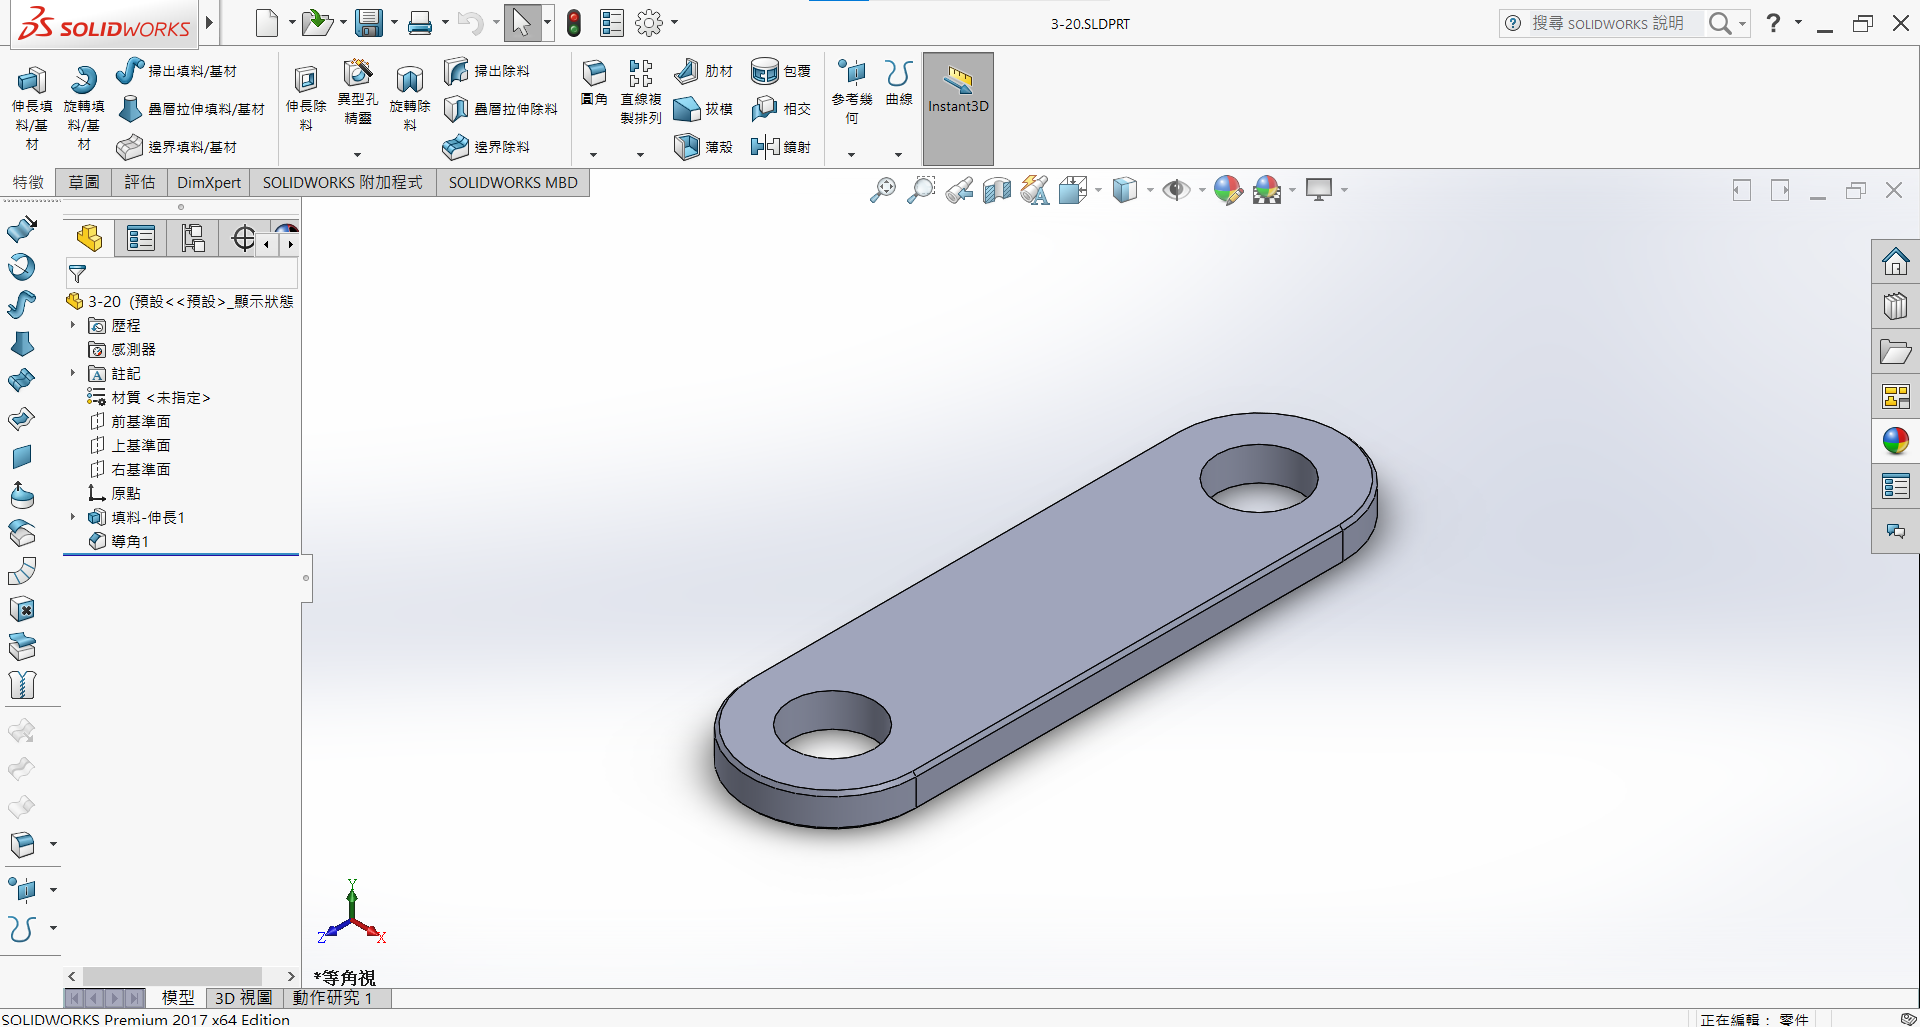 SOLIDWORKS
3-20.SLDPRT
搜尋 SOLIDWORKS 說明
伸長填
料/基
材
旋轉填
料/基
材
掃出填料/基材
疊層拉伸填料/基材
邊界填料/基材
伸長除
料
異型孔
精靈
旋轉除
料
掃出除料
疊層拉伸除料
邊界除料
圓角
直線複
製排列
肋材
拔模
薄殼
包覆
相交
鏡射
參考幾
何
曲線
Instant3D
特徵
草圖
評估
DimXpert
SOLIDWORKS 附加程式
SOLIDWORKS MBD
3-20 (預設<<預設>_顯示狀態
歷程
感測器
註記
材質 <未指定>
前基準面
上基準面
右基準面
原點
填料-伸長1
導角1
Y
Z
X
*等角視
模型
3D 視圖
動作研究 1
SOLIDWORKS Premium 2017 x64 Edition
正在編輯： 零件